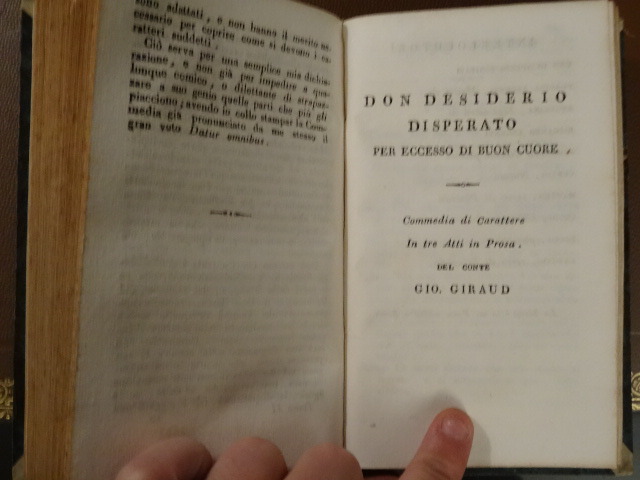 sono adattati, e non hanno il merito ne-
cessario per coprire come si devono i ca-
ratteri suddetti.
Ciò serva per una semplice mia dichia-
razione, e non già per impedire a qua-
lunque comico, o dilettante di strapaz-
zare a suo genio quelle parti che più gli
piacciono, avendo in collo stampar la Com-
media già pronunciato da me stesso il
gran voto Datur omnibus.
DON DESIDERIO
DISPERATO
PER ECCESSO DI BUON CUORE,
Commedia di Carattere
In tre Atti in Prosa.
DEL CONTE
GIO. GIRAUD